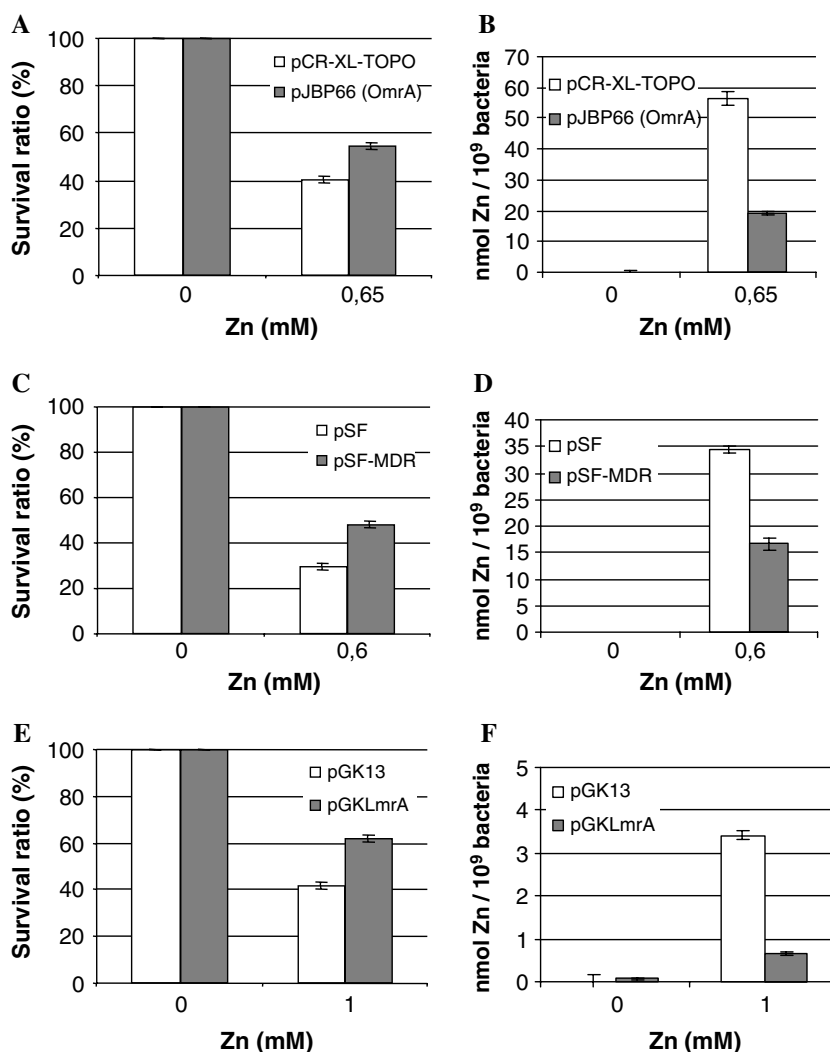 A
Survival ratio (%)
100
80
60
40
20
0
pCR-XL-TOPO
pJBP66 (OmrA)
0
0,65
Zn (mM)
B
nmol Zn / 10⁹ bacteria
70
60
50
40
30
20
10
0
pCR-XL-TOPO
pJBP66 (OmrA)
0
0,65
Zn (mM)
C
Survival ratio (%)
100
80
60
40
20
0
pSF
pSF-MDR
0
0,6
Zn (mM)
D
nmol Zn / 10⁹ bacteria
40
35
30
25
20
15
10
5
0
pSF
pSF-MDR
0
0,6
Zn (mM)
E
Survival ratio (%)
100
80
60
40
20
0
pGK13
pGKLmrA
0
1
Zn (mM)
F
nmol Zn / 10⁹ bacteria
5
4
3
2
1
0
pGK13
pGKLmrA
0
1
Zn (mM)